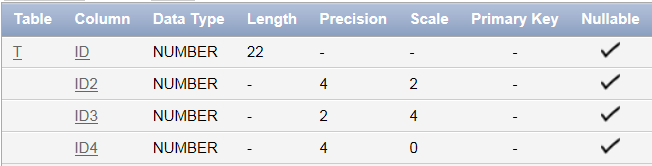 Table Column Data Type Length Precision Scale Primary Key Nullable
T ID NUMBER 22 - - -
ID2 NUMBER - 4 2 -
ID3 NUMBER - 2 4 -
ID4 NUMBER - 4 0 -